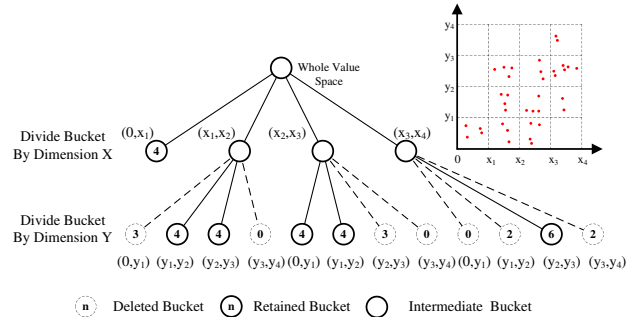 y₄
y₃
y₂
y₁
0 x₁ x₂ x₃ x₄
Whole Value
Space
(0,x₁) (x₁,x₂) (x₂,x₃) (x₃,x₄)
Divide Bucket
By Dimension X
4
Divide Bucket
By Dimension Y
3 4 4 0 4 4 3 0 0 2 6 2
(0,y₁) (y₁,y₂) (y₂,y₃) (y₃,y₄) (0,y₁) (y₁,y₂) (y₂,y₃) (y₃,y₄) (0,y₁) (y₁,y₂) (y₂,y₃) (y₃,y₄)
n Deleted Bucket n Retained Bucket Intermediate Bucket